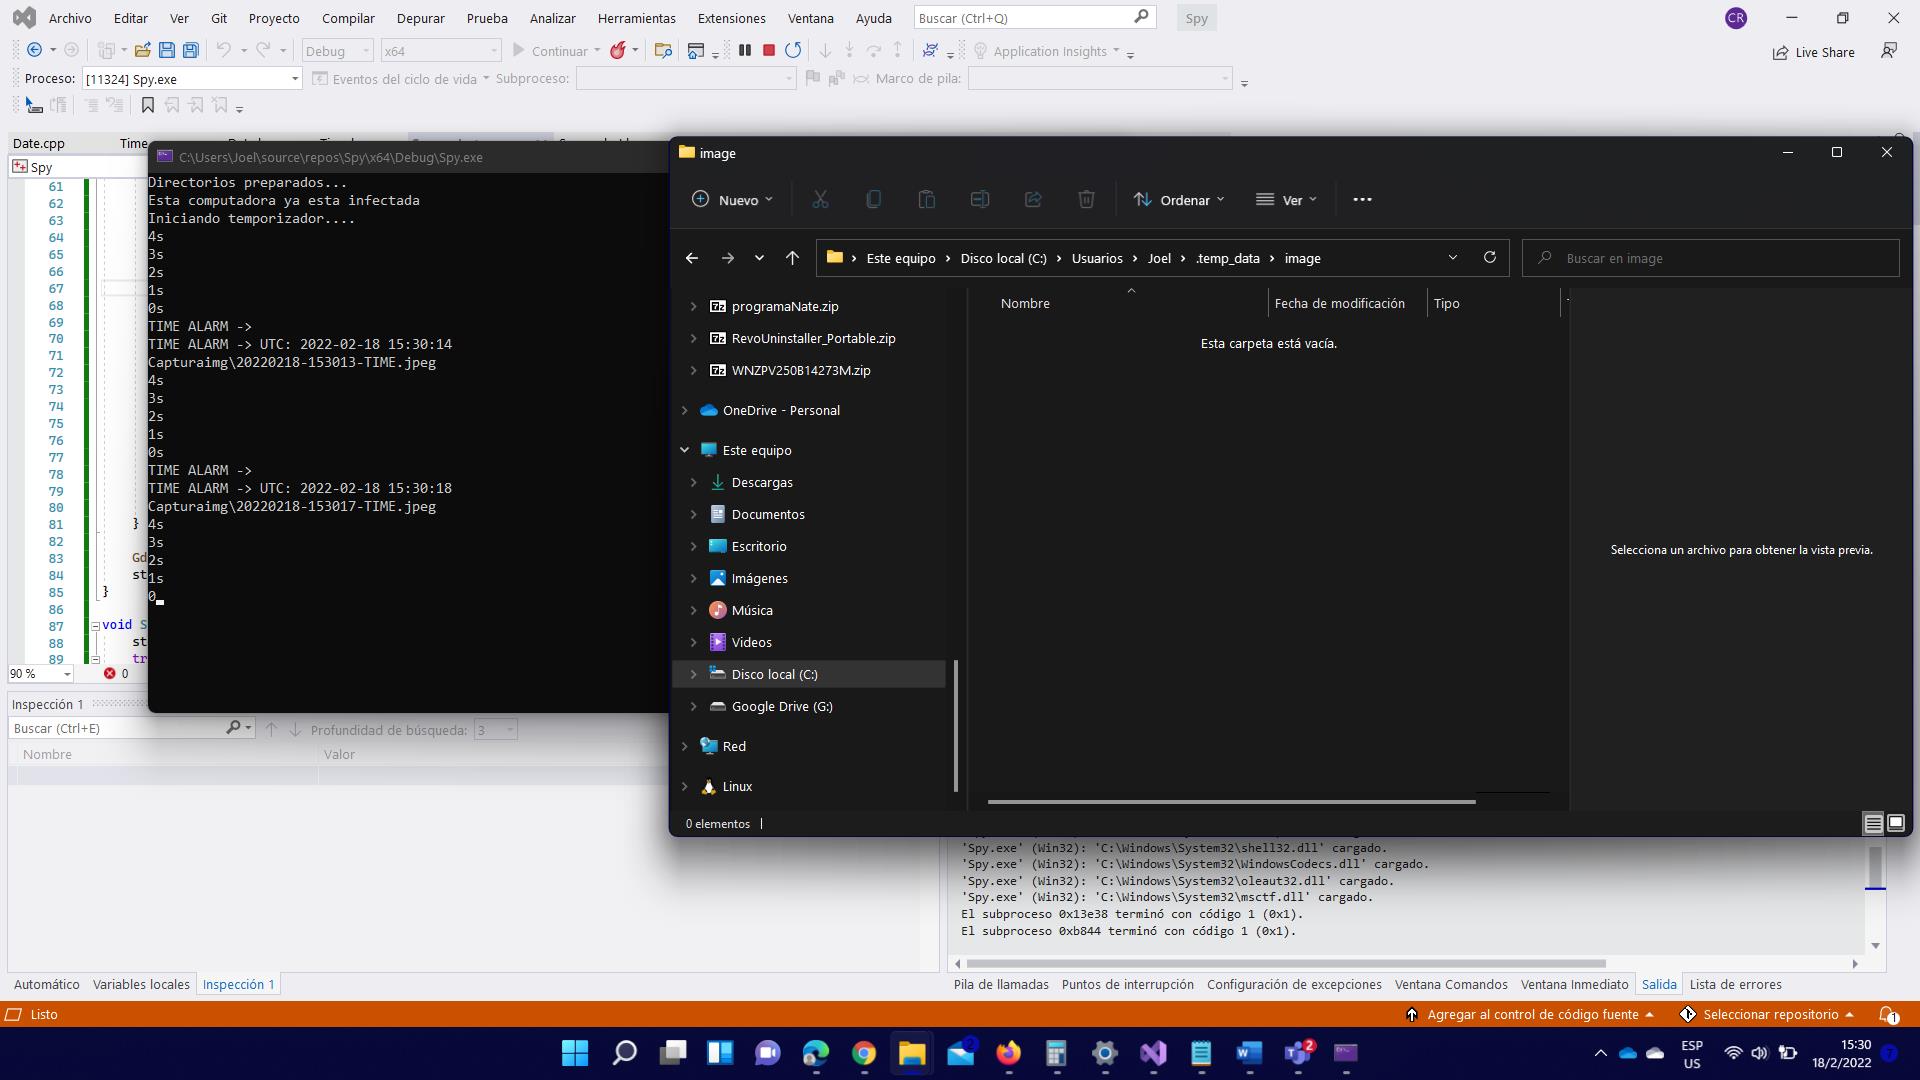 Archivo Editar Ver Git Proyecto Compilar Depurar Prueba Analizar Herramientas Extensiones Ventana Ayuda Buscar (Ctrl+Q) Spy CR
Debug x64 Continuar Application Insights Live Share
Proceso: [11324] Spy.exe Eventos del ciclo de vida Subproceso: Marco de pila:
Date.cpp Time
Spy
61
62
63
64
65
66
67
68
69
70
71
72
73
74
75
76
77
78
79
80
81 }
82
83 Gd
84 st
85 }
86
87 void S
88 st
89 tr
90 % 0
C:\Users\Joel\source\repos\Spy\x64\Debug\Spy.exe
Directorios preparados...
Esta computadora ya esta infectada
Iniciando temporizador....
4s
3s
2s
1s
0s
TIME ALARM ->
TIME ALARM -> UTC: 2022-02-18 15:30:14
Capturaimg\20220218-153013-TIME.jpeg
4s
3s
2s
1s
0s
TIME ALARM ->
TIME ALARM -> UTC: 2022-02-18 15:30:18
Capturaimg\20220218-153017-TIME.jpeg
4s
3s
2s
1s
0
image
Nuevo Ordenar Ver
Este equipo Disco local (C:) Usuarios Joel .temp_data image Buscar en image
programaNate.zip
RevoUninstaller_Portable.zip
WNZPV250B14273M.zip
OneDrive - Personal
Este equipo
Descargas
Documentos
Escritorio
Imágenes
Música
Videos
Disco local (C:)
Google Drive (G:)
Red
Linux
Nombre Fecha de modificación Tipo
Esta carpeta está vacía.
Selecciona un archivo para obtener la vista previa.
0 elementos
Inspección 1
Buscar (Ctrl+E) Profundidad de búsqueda: 3
Nombre Valor
'Spy.exe' (Win32): 'C:\Windows\System32\shell32.dll' cargado.
'Spy.exe' (Win32): 'C:\Windows\System32\WindowsCodecs.dll' cargado.
'Spy.exe' (Win32): 'C:\Windows\System32\oleaut32.dll' cargado.
'Spy.exe' (Win32): 'C:\Windows\System32\msctf.dll' cargado.
El subproceso 0x13e38 terminó con código 1 (0x1).
El subproceso 0xb844 terminó con código 1 (0x1).
Automático Variables locales Inspección 1
Pila de llamadas Puntos de interrupción Configuración de excepciones Ventana Comandos Ventana Inmediato Salida Lista de errores
Listo Agregar al control de código fuente Seleccionar repositorio 1
2 2 ESP
US
15:30
18/2/2022